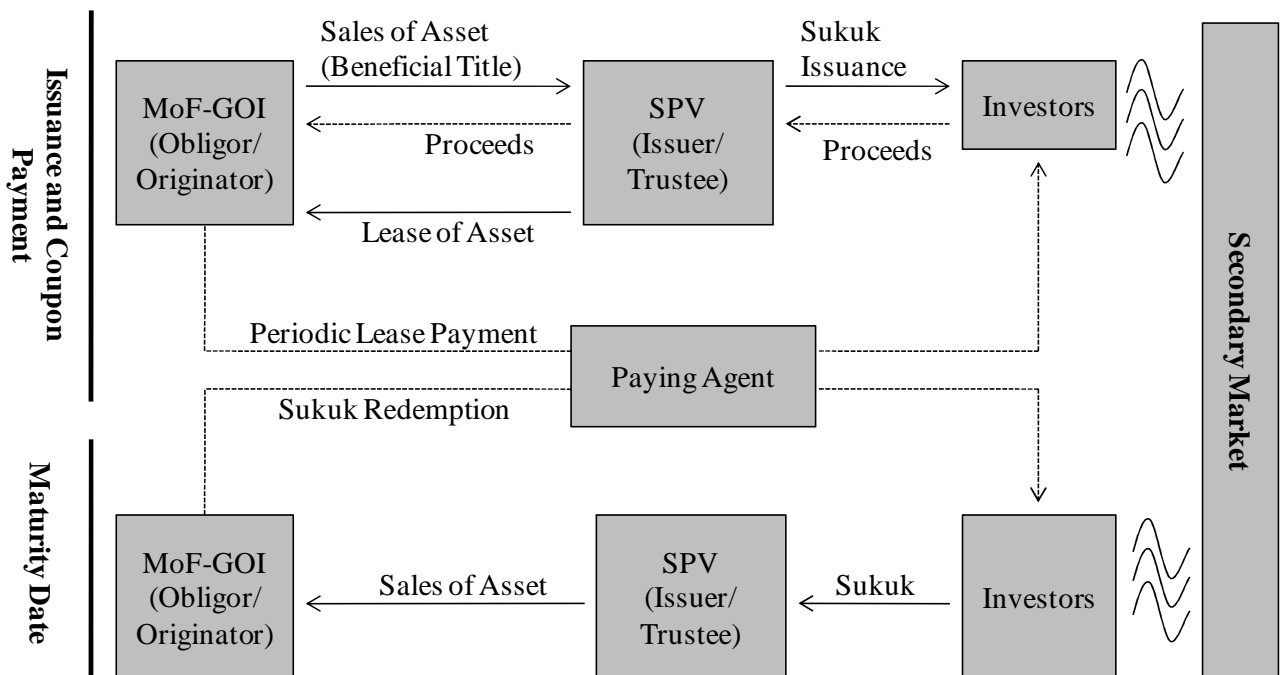 Issuance and Coupon
Payment
Sales of Asset
(Beneficial Title)
Sukuk
Issuance
MoF-GOI
(Obligor/
Originator)
SPV
(Issuer/
Trustee)
Investors
Proceeds
Proceeds
Lease of Asset
Periodic Lease Payment
Paying Agent
Sukuk Redemption
Secondary Market
Maturity Date
MoF-GOI
(Obligor/
Originator)
Sales of Asset
SPV
(Issuer/
Trustee)
Sukuk
Investors